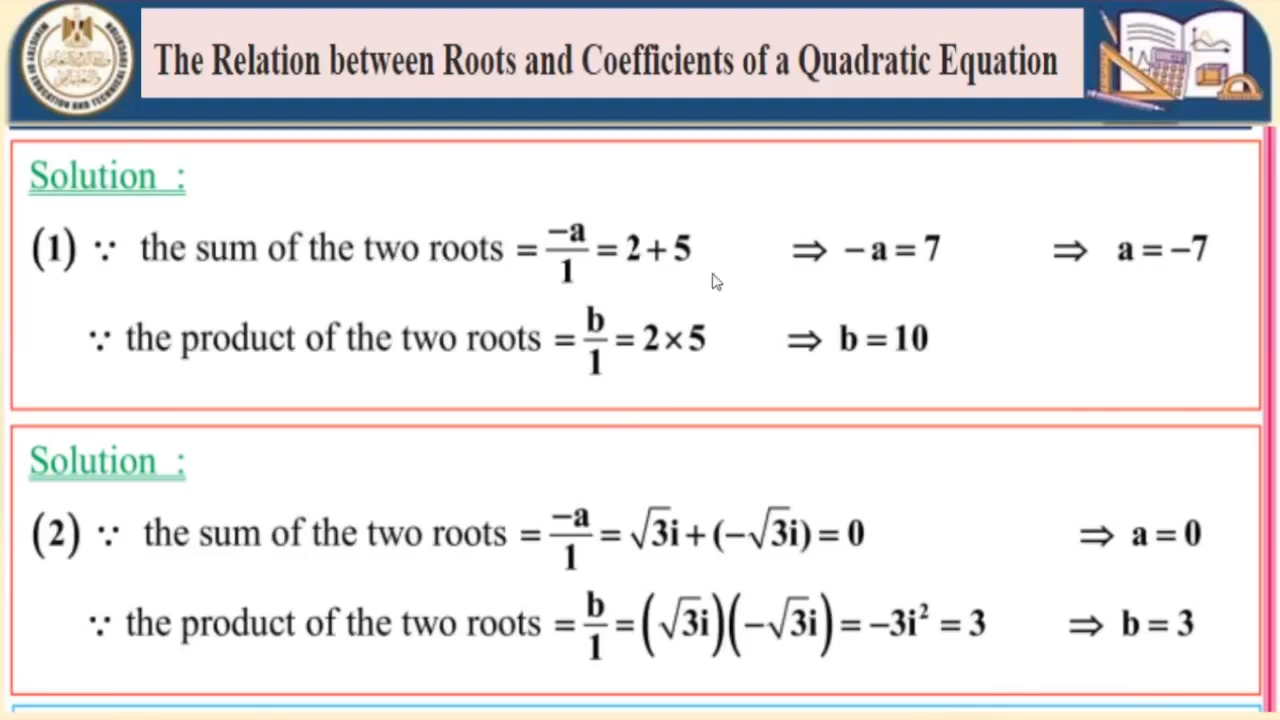 The Relation between Roots and Coefficients of a Quadratic Equation
Solution :
(1) ∵ the sum of the two roots = -a/1 = 2 + 5 ⇒ - a = 7 ⇒ a = -7
∵ the product of the two roots = b/1 = 2 × 5 ⇒ b = 10
Solution :
(2) ∵ the sum of the two roots = -a/1 = √3i + (-√3i) = 0 ⇒ a = 0
∵ the product of the two roots = b/1 = (√3i)(-√3i) = -3i² = 3 ⇒ b = 3